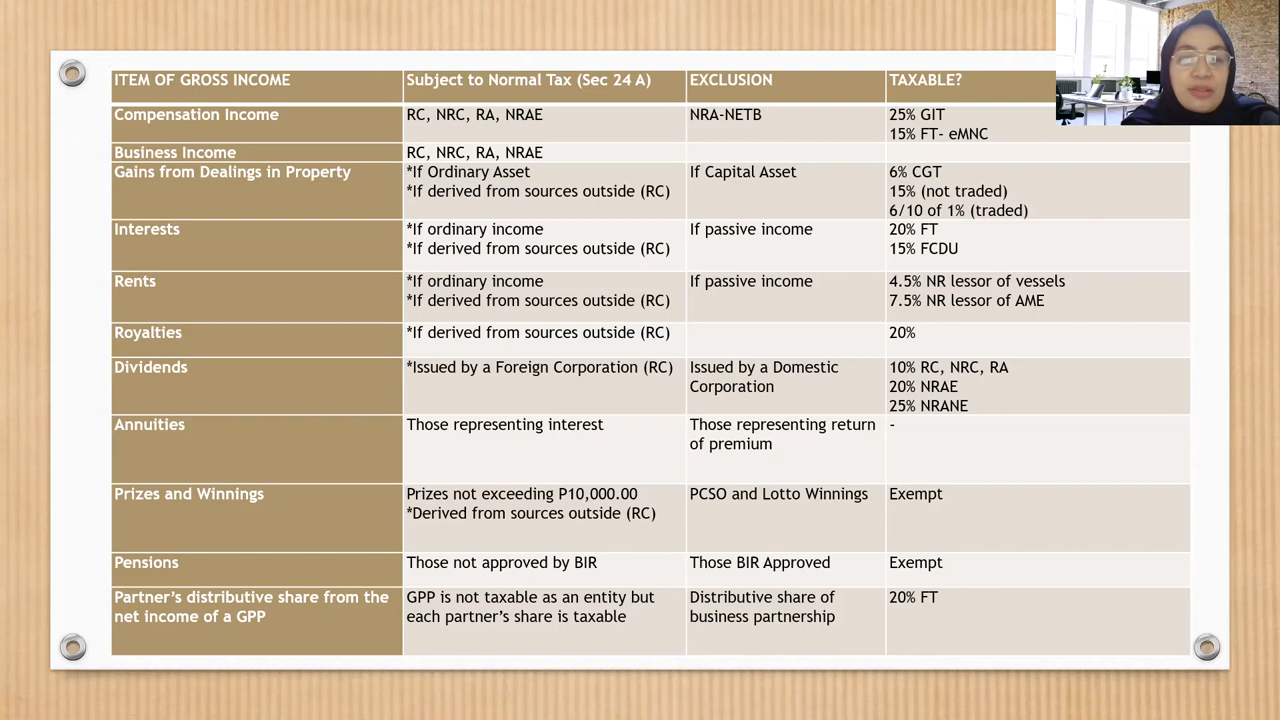 ITEM OF GROSS INCOME Subject to Normal Tax (Sec 24 A) EXCLUSION TAXABLE?
Compensation Income RC, NRC, RA, NRAE NRA-NETB 25% GIT
15% FT- eMNC
Business Income RC, NRC, RA, NRAE
Gains from Dealings in Property *If Ordinary Asset If Capital Asset 6% CGT
*If derived from sources outside (RC) 15% (not traded)
6/10 of 1% (traded)
Interests *If ordinary income If passive income 20% FT
*If derived from sources outside (RC) 15% FCDU
Rents *If ordinary income If passive income 4.5% NR lessor of vessels
*If derived from sources outside (RC) 7.5% NR lessor of AME
Royalties *If derived from sources outside (RC) 20%
Dividends *Issued by a Foreign Corporation (RC) Issued by a Domestic 10% RC, NRC, RA
Corporation 20% NRAE
25% NRANE
Annuities Those representing interest Those representing return -
of premium
Prizes and Winnings Prizes not exceeding P10,000.00 PCSO and Lotto Winnings Exempt
*Derived from sources outside (RC)
Pensions Those not approved by BIR Those BIR Approved Exempt
Partner’s distributive share from the GPP is not taxable as an entity but Distributive share of 20% FT
net income of a GPP each partner’s share is taxable business partnership